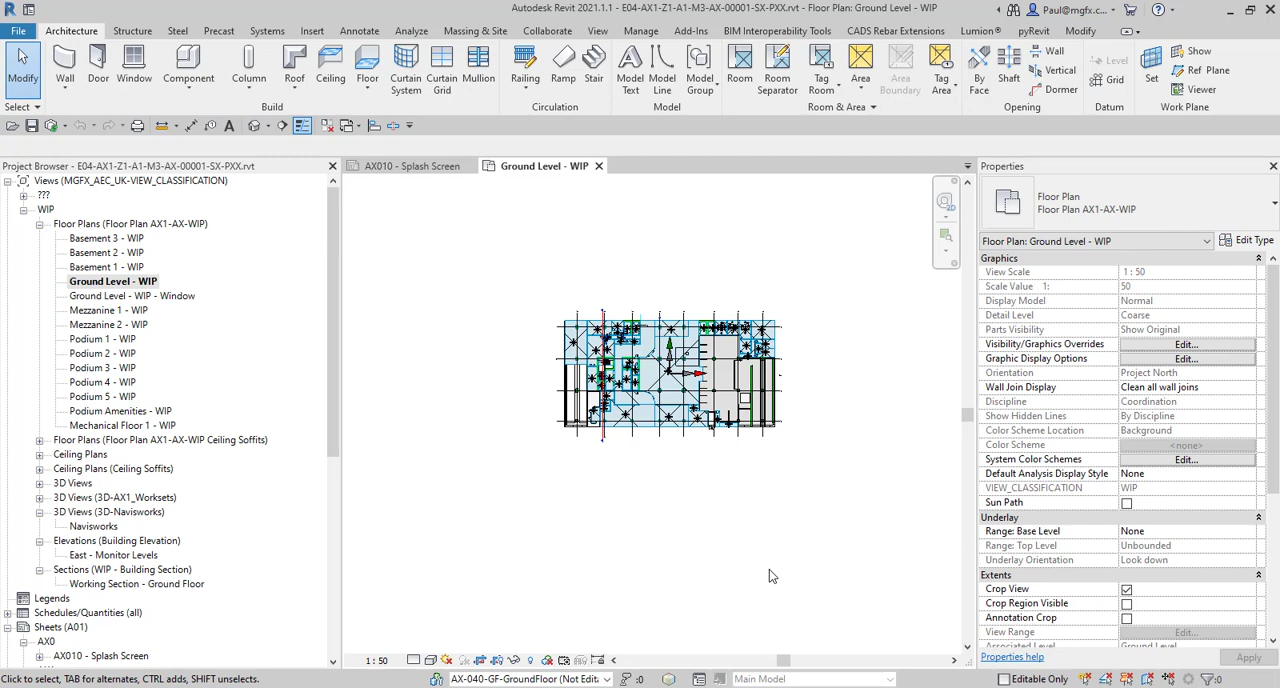 Autodesk Revit 2021.1.1 - E04-AX1-Z1-A1-M3-AX-00001-SX-PXX.rvt - Floor Plan: Ground Level - WIP
Paul@mgfx.c...
File Architecture Structure Steel Precast Systems Insert Annotate Analyze Massing & Site Collaborate View Manage Add-Ins BIM Interoperability Tools CADS Rebar Extensions Lumion® pyRevit Modify
Modify Wall Door Window Component Column Roof Ceiling Floor Curtain System Curtain Grid Mullion Railing Ramp Stair Model Text Model Line Model Group Room Room Separator Tag Room Area Area Boundary Tag Area By Face Shaft Wall Vertical Dormer Level Grid Set Show Ref Plane Viewer
Select Build Circulation Model Room & Area Opening Datum Work Plane
Project Browser - E04-AX1-Z1-A1-M3-AX-00001-SX-PXX.rvt
Views (MGFX_AEC_UK-VIEW_CLASSIFICATION)
???
WIP
Floor Plans (Floor Plan AX1-AX-WIP)
Basement 3 - WIP
Basement 2 - WIP
Basement 1 - WIP
Ground Level - WIP
Ground Level - WIP - Window
Mezzanine 1 - WIP
Mezzanine 2 - WIP
Podium 1 - WIP
Podium 2 - WIP
Podium 3 - WIP
Podium 4 - WIP
Podium 5 - WIP
Podium Amenities - WIP
Mechanical Floor 1 - WIP
Floor Plans (Floor Plan AX1-AX-WIP Ceiling Soffits)
Ceiling Plans
Ceiling Plans (Ceiling Soffits)
3D Views
3D Views (3D-AX1_Worksets)
3D Views (3D-Navisworks)
Navisworks
Elevations (Building Elevation)
East - Monitor Levels
Sections (WIP - Building Section)
Working Section - Ground Floor
Legends
Schedules/Quantities (all)
Sheets (A01)
AX0
AX010 - Splash Screen
AX010 - Splash Screen
Ground Level - WIP
2D
1 : 50
Properties
Floor Plan
Floor Plan AX1-AX-WIP
Floor Plan: Ground Level - WIP Edit Type
Graphics
View Scale 1 : 50
Scale Value 1: 50
Display Model Normal
Detail Level Coarse
Parts Visibility Show Original
Visibility/Graphics Overrides Edit...
Graphic Display Options Edit...
Orientation Project North
Wall Join Display Clean all wall joins
Discipline Coordination
Show Hidden Lines By Discipline
Color Scheme Location Background
Color Scheme <none>
System Color Schemes Edit...
Default Analysis Display Style None
VIEW_CLASSIFICATION WIP
Sun Path
Underlay
Range: Base Level None
Range: Top Level Unbounded
Underlay Orientation Look down
Extents
Crop View
Crop Region Visible
Annotation Crop
View Range Edit...
Associated Level Ground Level
Properties help Apply
Click to select, TAB for alternates, CTRL adds, SHIFT unselects. AX-040-GF-GroundFloor (Not Edita :0 Main Model Editable Only :0